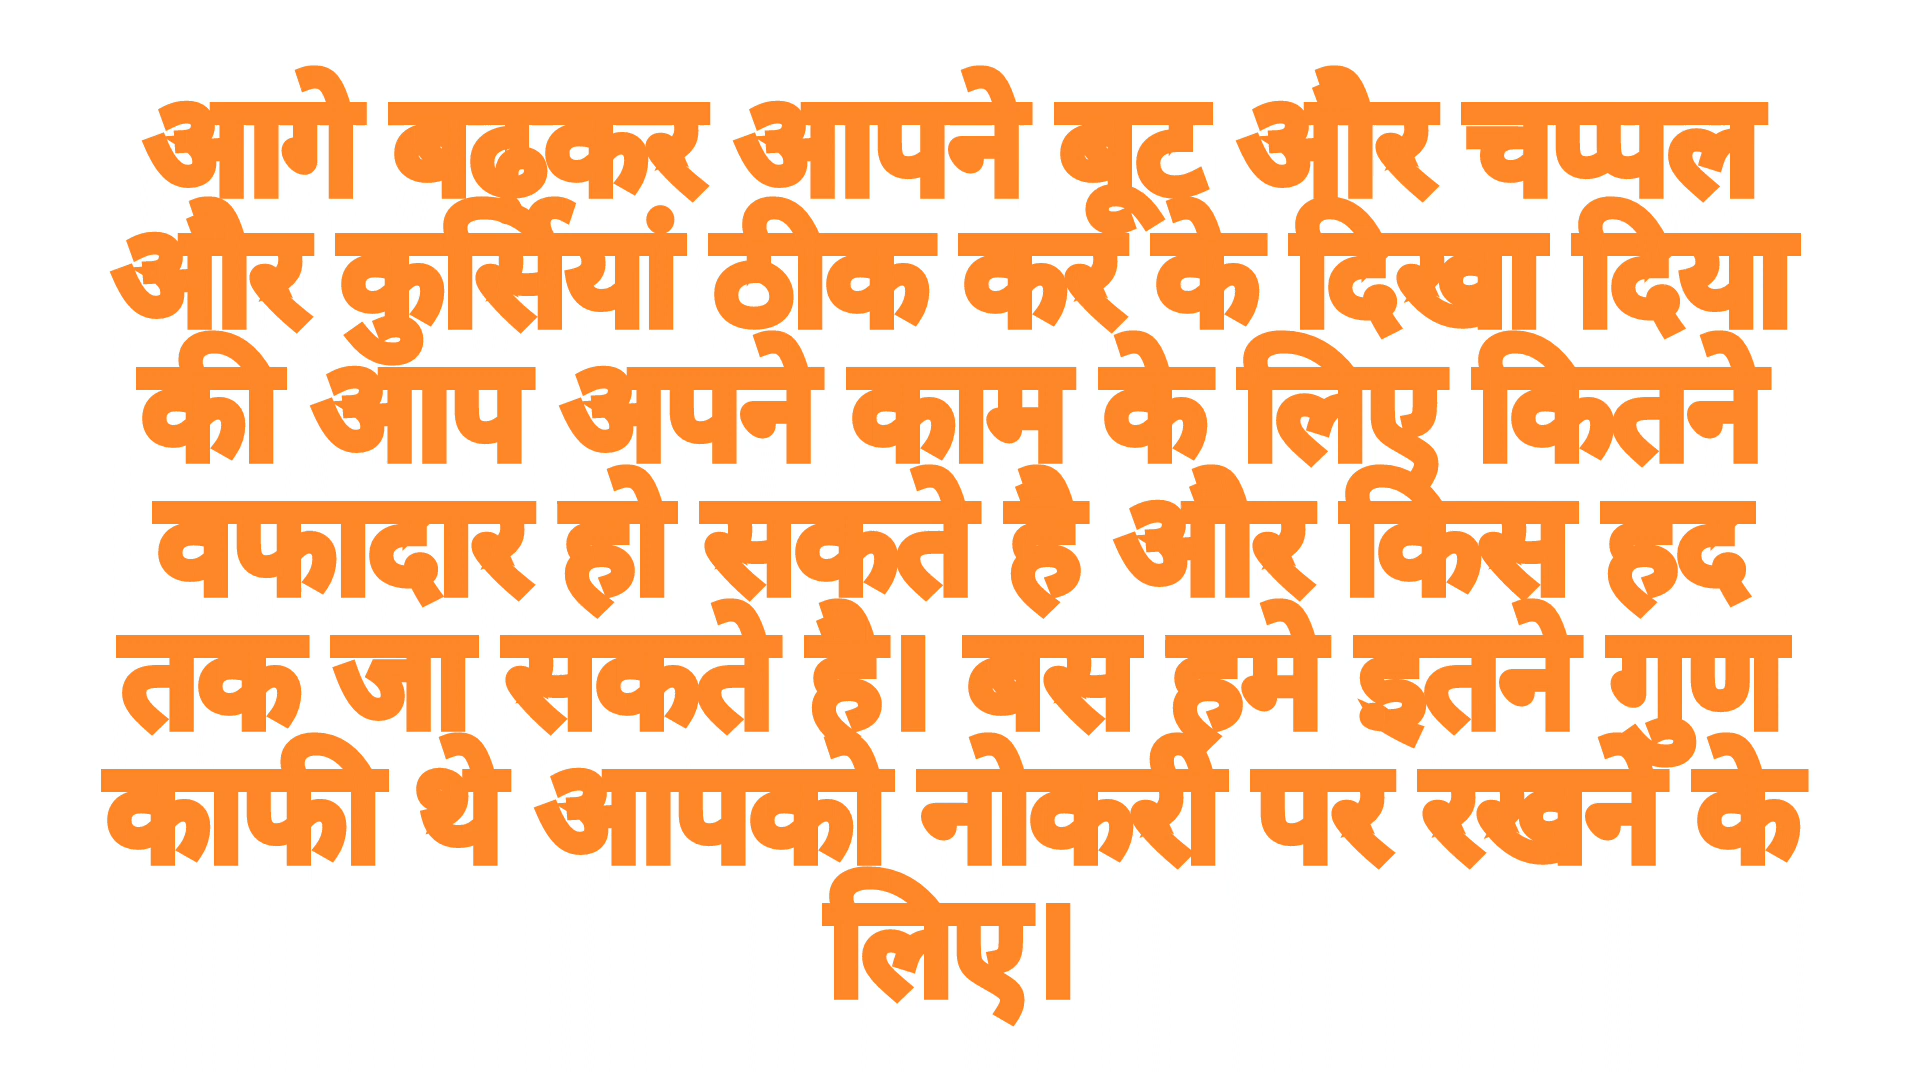 आगे बढ़कर आपने बूट और चप्पल
और कुर्सियां ठीक कर के दिखा दिया
की आप अपने काम के लिए कितने
वफादार हो सकते है और किस हद
तक जा सकते है। बस हमे इतने गुण
काफी थे आपको नोकरी पर रखने के
लिए।